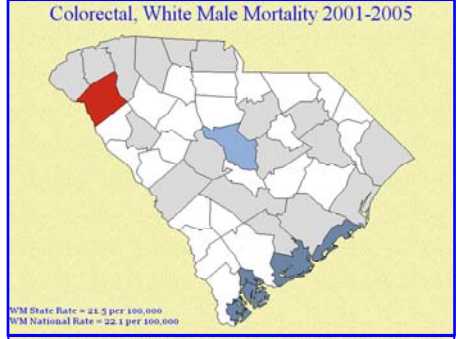 Colorectal, White Male Mortality 2001-2005
WM State Rate = 21.5 per 100,000
WM National Rate = 22.1 per 100,000